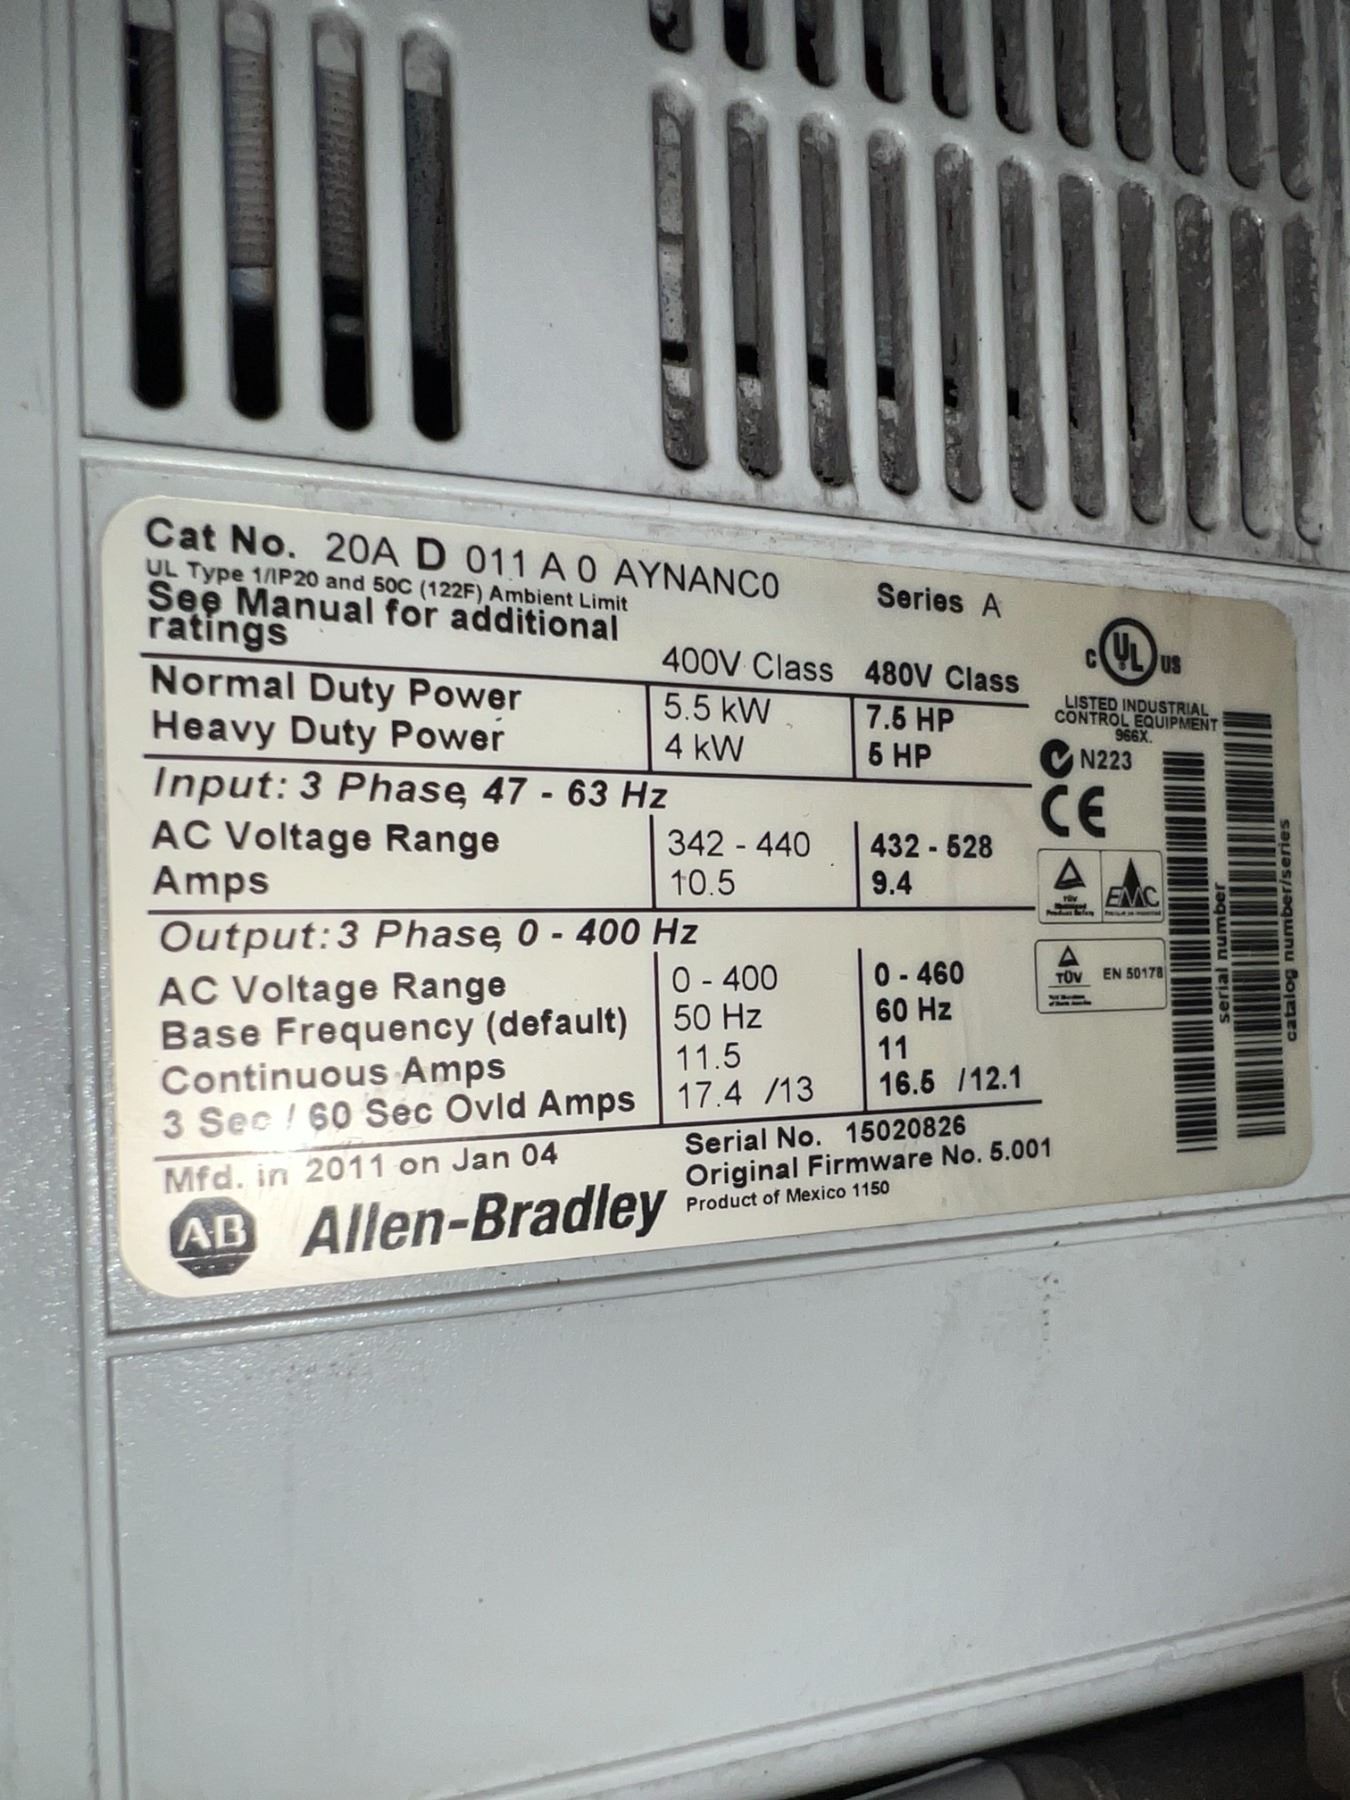 Cat No. 20A D 011 A 0 AYNANC0 Series A
UL Type 1/IP20 and 50C (122F) Ambient Limit
See Manual for additional
ratings
400V Class 480V Class
Normal Duty Power 5.5 kW 7.5 HP
Heavy Duty Power 4 kW 5 HP
Input: 3 Phase, 47 - 63 Hz
AC Voltage Range 342 - 440 432 - 528
Amps 10.5 9.4
Output: 3 Phase, 0 - 400 Hz
AC Voltage Range 0 - 400 0 - 460
Base Frequency (default) 50 Hz 60 Hz
Continuous Amps 11.5 11
3 Sec / 60 Sec Ovld Amps 17.4 /13 16.5 /12.1
Mfd. in 2011 on Jan 04
Serial No. 15020826
Original Firmware No. 5.001
Product of Mexico 1150
AB Allen-Bradley
C UL US
LISTED INDUSTRIAL
CONTROL EQUIPMENT
966X.
N223
CE
TÜV
EMC
TÜV EN 50178
serial number
catalog number/series